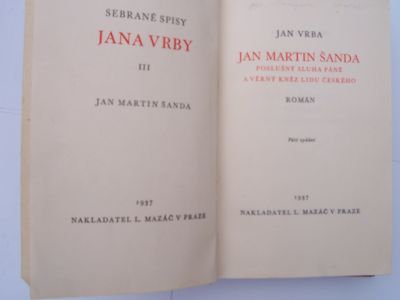 SEBRANÉ SPISY
JANA VRBY
III
JAN MARTIN ŠANDA
1937
NAKLADATEL L. MAZÁČ V PRAZE
JAN VRBA
JAN MARTIN ŠANDA
POSLUŠNÝ SLUHA PÁNĚ
A VĚRNÝ KNĚZ LIDU ČESKÉHO
ROMÁN
Páté vydání
1937
NAKLADATEL L. MAZÁČ V PRAZE